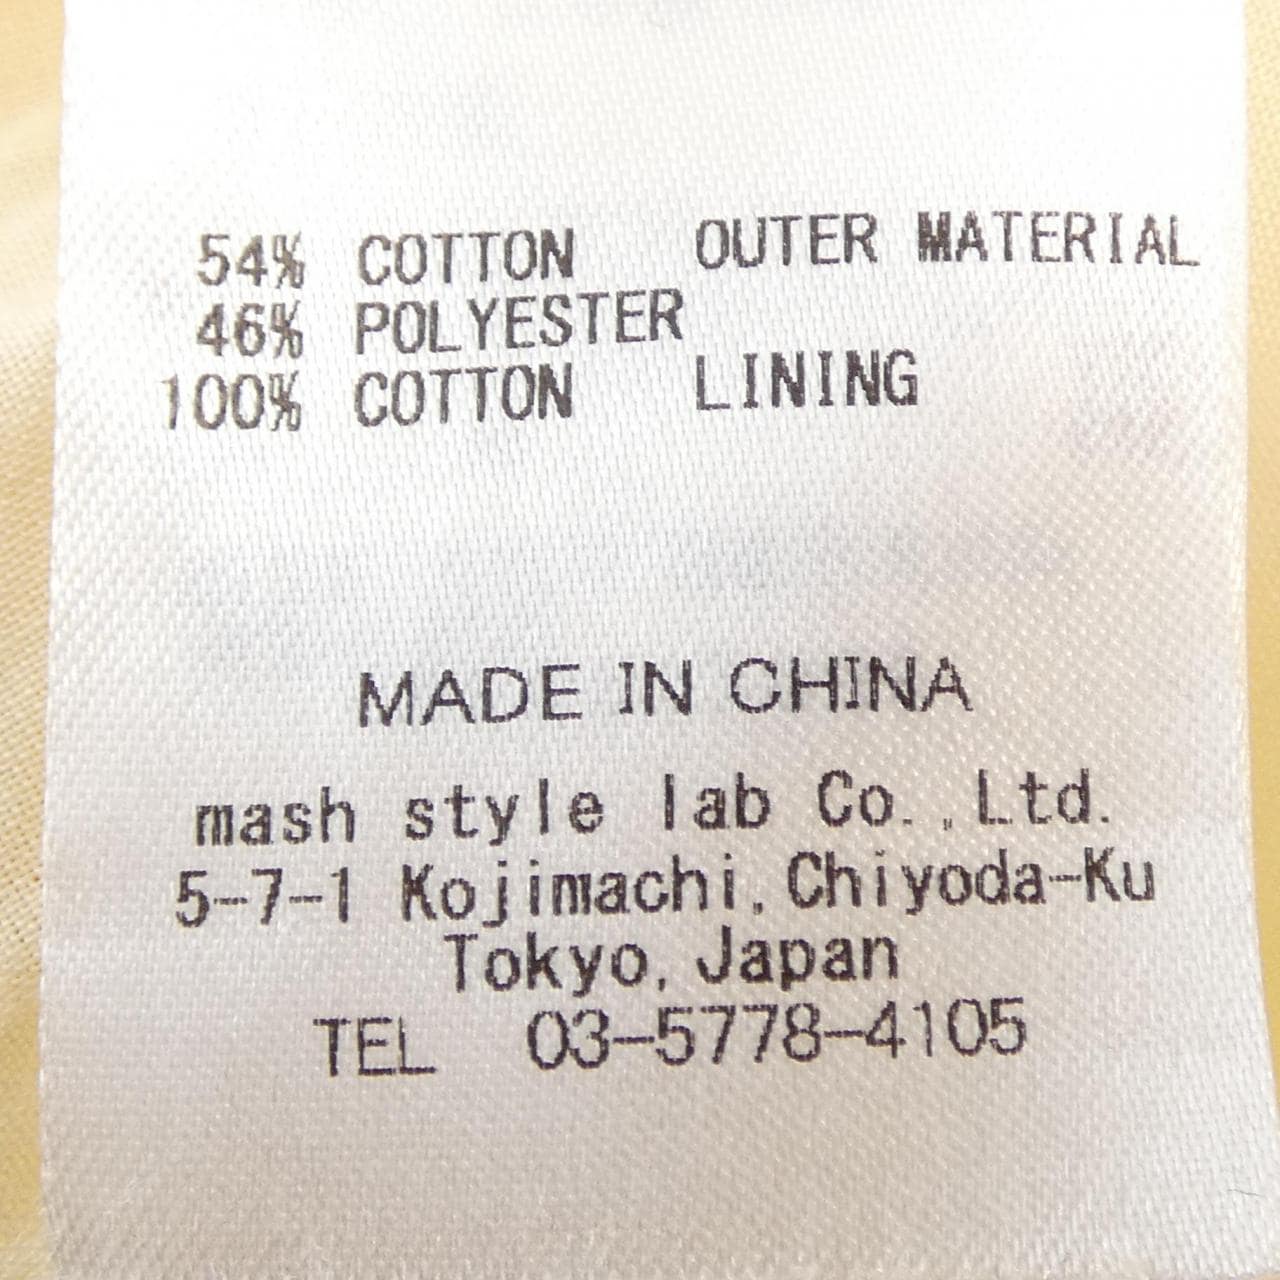 54% COTTON OUTER MATERIAL
46% POLYESTER
100% COTTON LINING
MADE IN CHINA
mash style lab Co.,Ltd.
5-7-1 Kojimachi,Chiyoda-Ku
Tokyo,Japan
TEL 03-5778-4105